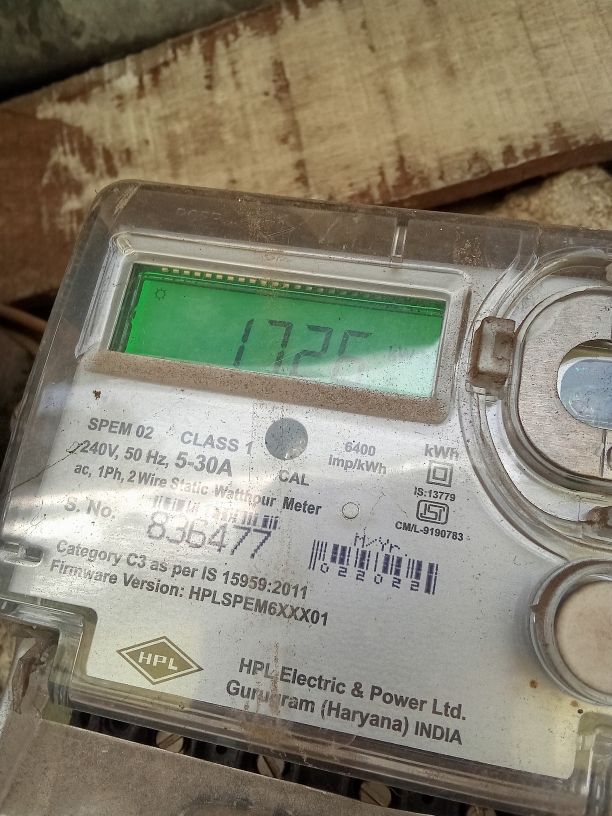 1726
SPEM 02 CLASS 1
240V, 50 Hz, 5-30A
ac, 1Ph, 2 Wire Static Watthour Meter
CAL
6400
Imp/kWh
kWh
IS:13779
ISI
CM/L-9190783
S. No.
836477
M/Yr.
022022
Category C3 as per IS 15959:2011
Firmware Version: HPLSPEM6XXX01
HPL
HPL Electric & Power Ltd.
Gurugram (Haryana) INDIA